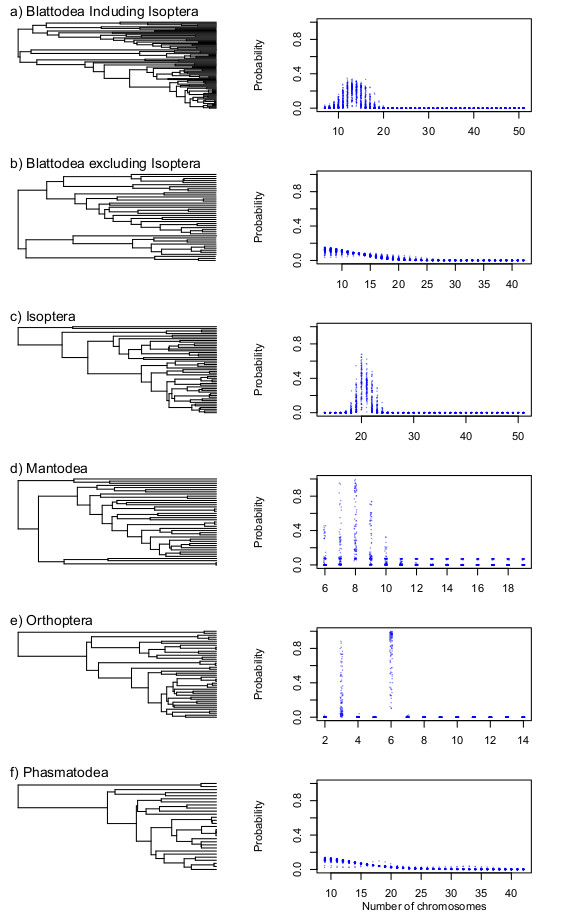 a) Blattodea Including Isoptera
Probability
0.0 0.4 0.8
10 20 30 40 50
b) Blattodea excluding Isoptera
Probability
0.0 0.4 0.8
10 15 20 25 30 35 40
c) Isoptera
Probability
0.0 0.4 0.8
20 30 40 50
d) Mantodea
Probability
0.0 0.4 0.8
6 8 10 12 14 16 18
e) Orthoptera
Probability
0.0 0.4 0.8
2 4 6 8 10 12 14
f) Phasmatodea
Probability
0.0 0.4 0.8
10 15 20 25 30 35 40
Number of chromosomes